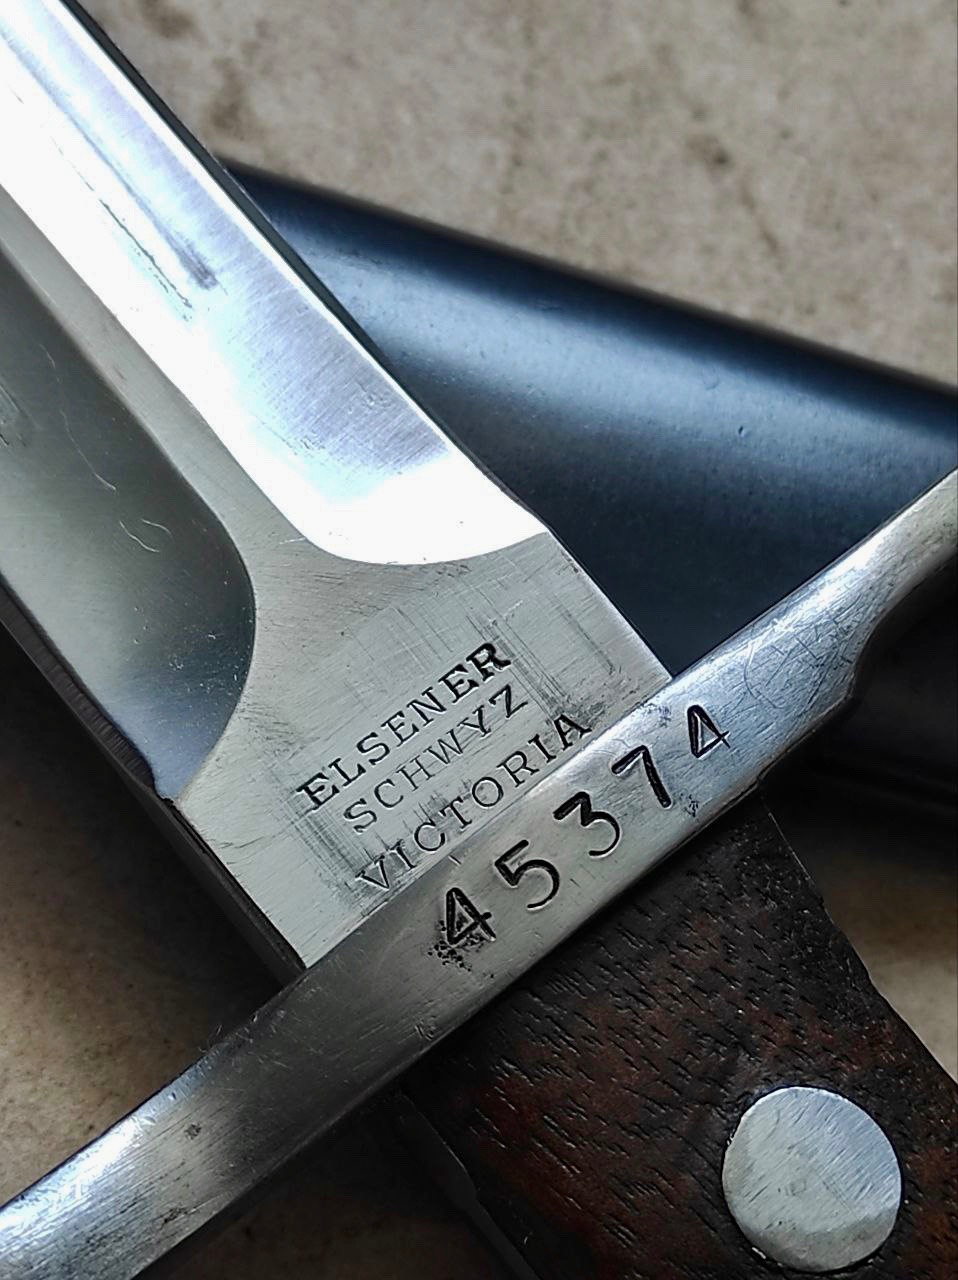 ELSENER
SCHWYZ
VICTORIA
45374